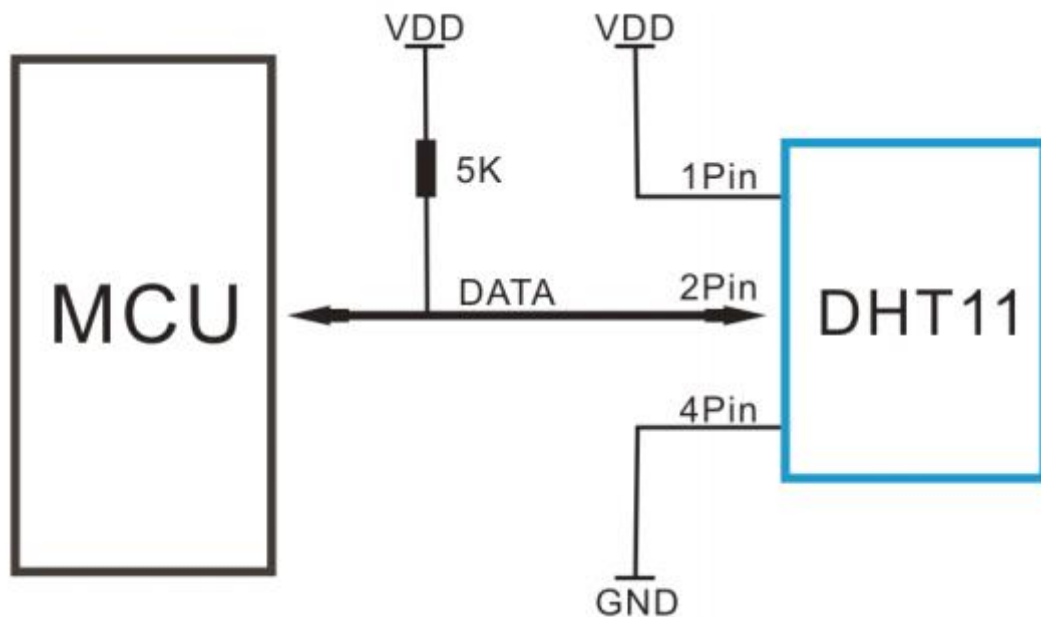 VDD
VDD
5K
1Pin
MCU
DATA
2Pin
DHT11
4Pin
GND